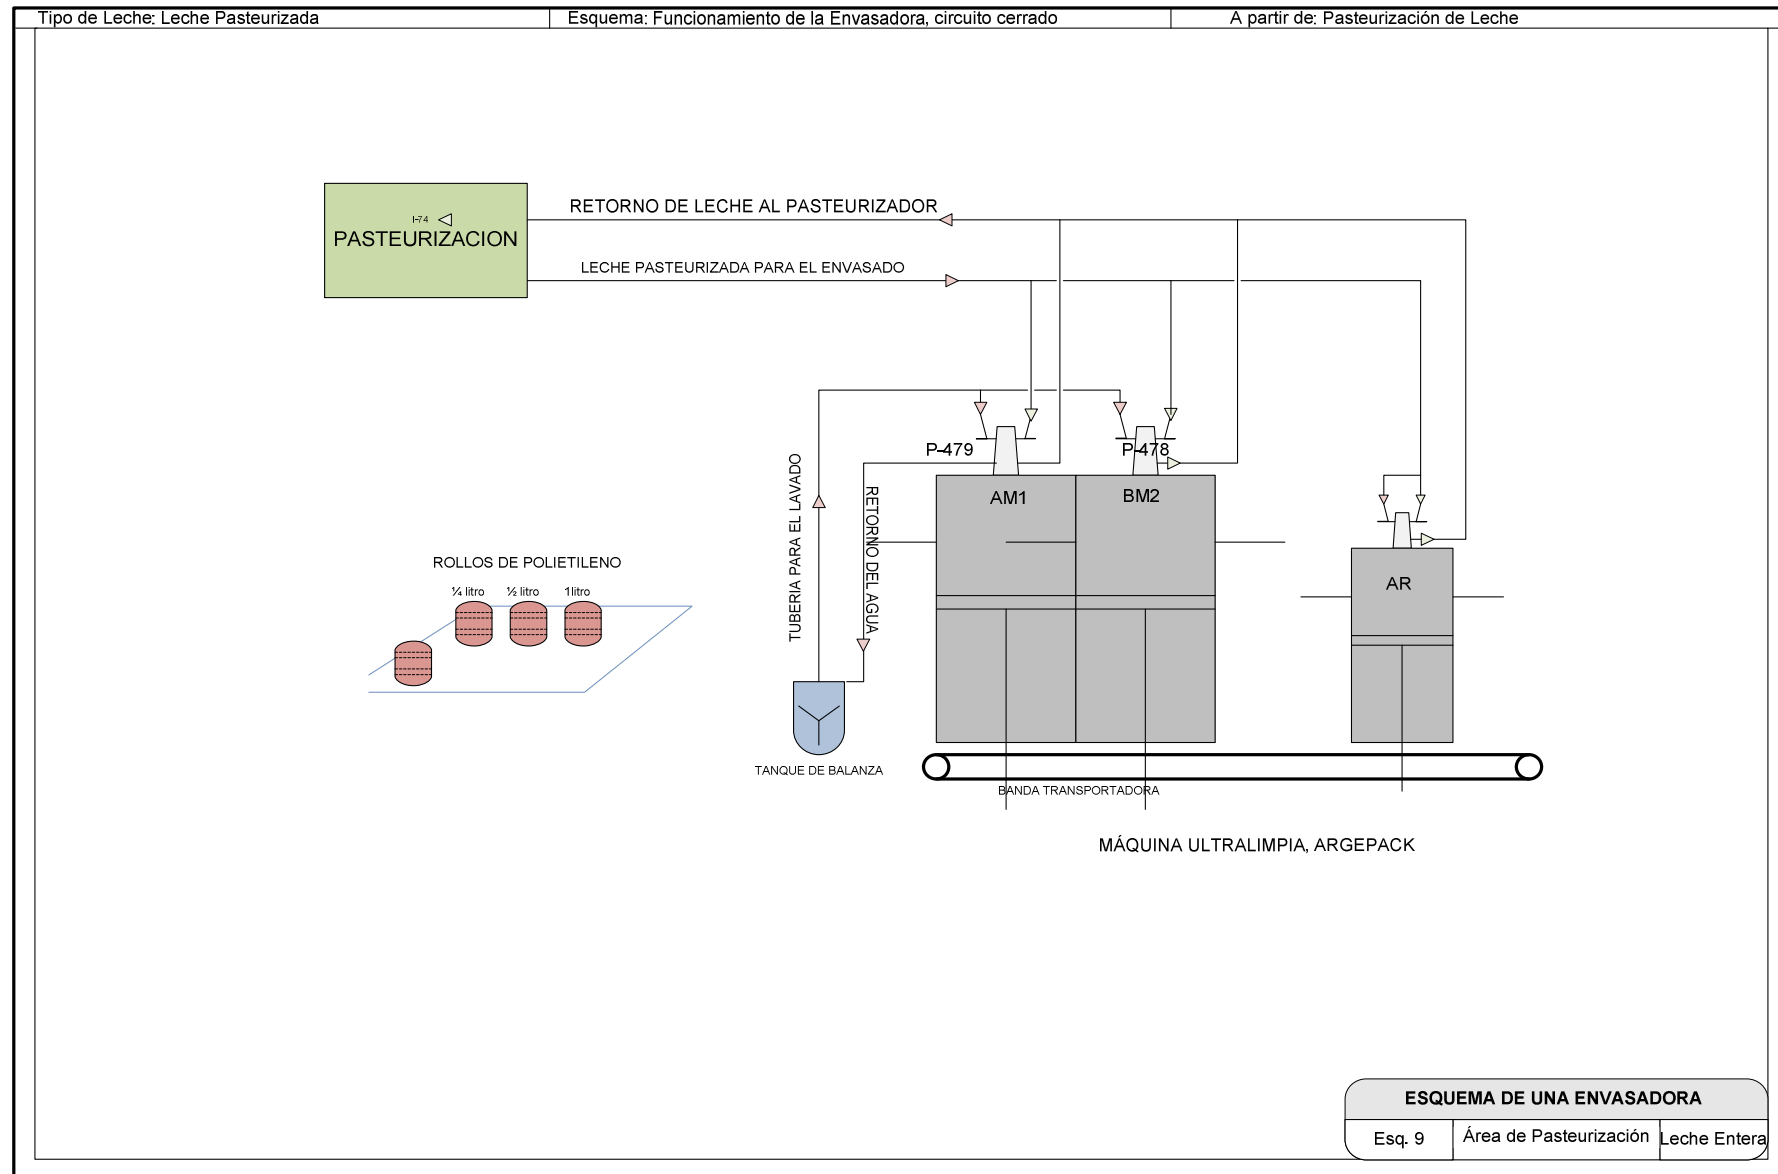 Tipo de Leche: Leche Pasteurizada
Esquema: Funcionamiento de la Envasadora, circuito cerrado
A partir de: Pasteurización de Leche
RETORNO DE LECHE AL PASTEURIZADOR
I-74
PASTEURIZACION
LECHE PASTEURIZADA PARA EL ENVASADO
P-479
P-478
AM1
BM2
TUBERIA PARA EL LAVADO
RETORNO DEL AGUA
ROLLOS DE POLIETILENO
¼ litro
½ litro
1litro
AR
TANQUE DE BALANZA
BANDA TRANSPORTADORA
MÁQUINA ULTRALIMPIA, ARGEPACK
ESQUEMA DE UNA ENVASADORA
Esq. 9
Área de Pasteurización
Leche Entera